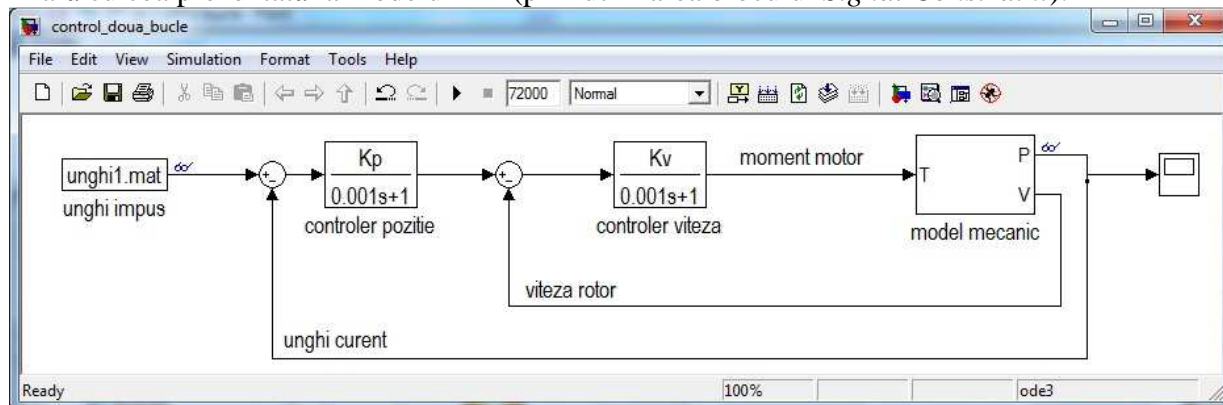 control_doua_bucle
File Edit View Simulation Format Tools Help
72000 Normal
unghi1.mat
unghi impus
Kp
0.001s+1
controler pozitie
Kv
0.001s+1
controler viteza
moment motor
T
P
V
model mecanic
viteza rotor
unghi curent
Ready 100% ode3